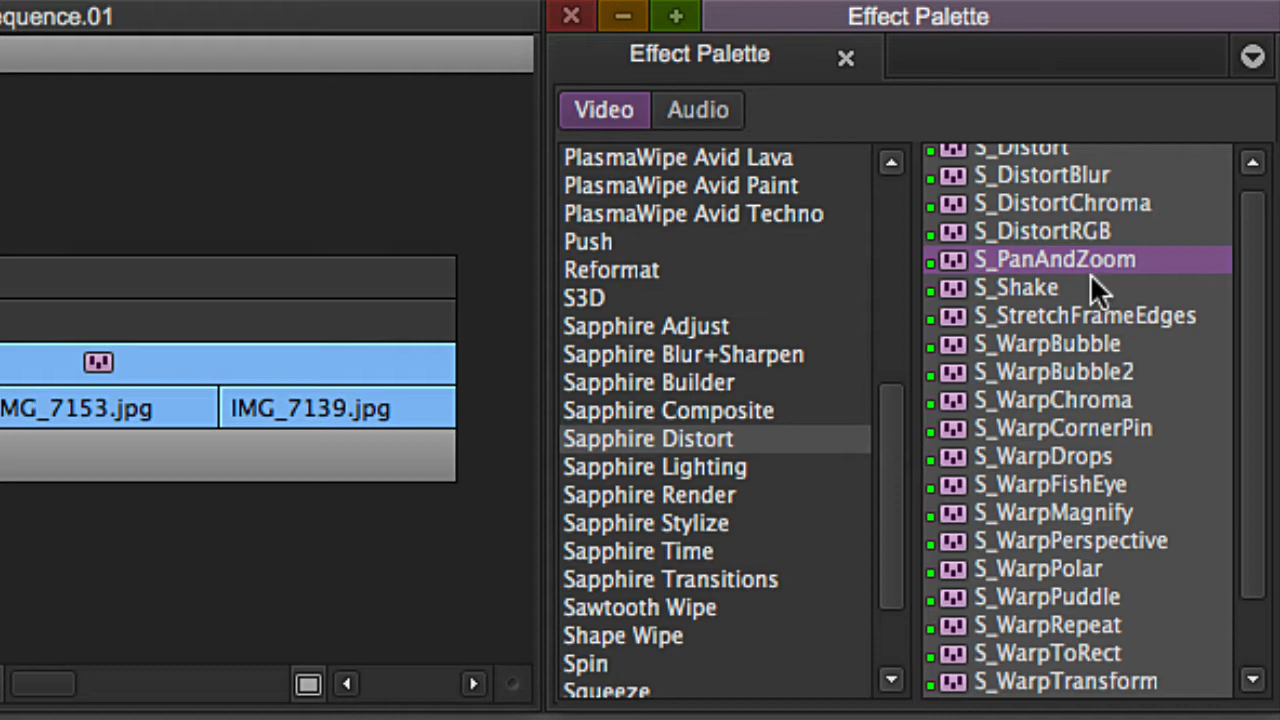 equence.01
Effect Palette
Effect Palette
Video
Audio
PlasmaWipe Avid Lava
PlasmaWipe Avid Paint
PlasmaWipe Avid Techno
Push
Reformat
S3D
Sapphire Adjust
Sapphire Blur+Sharpen
Sapphire Builder
Sapphire Composite
Sapphire Distort
Sapphire Lighting
Sapphire Render
Sapphire Stylize
Sapphire Time
Sapphire Transitions
Sawtooth Wipe
Shape Wipe
Spin
Squeeze
S_Distort
S_DistortBlur
S_DistortChroma
S_DistortRGB
S_PanAndZoom
S_Shake
S_StretchFrameEdges
S_WarpBubble
S_WarpBubble2
S_WarpChroma
S_WarpCornerPin
S_WarpDrops
S_WarpFishEye
S_WarpMagnify
S_WarpPerspective
S_WarpPolar
S_WarpPuddle
S_WarpRepeat
S_WarpToRect
S_WarpTransform
MG_7153.jpg
IMG_7139.jpg